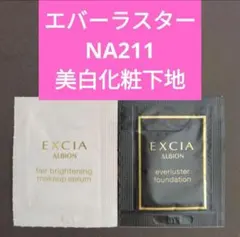 エバーラスター
NA211
美白化粧下地
EXCIA
ALBION
tier brightening
makeup serum
EXCIA
ALBION
everluster
foundation